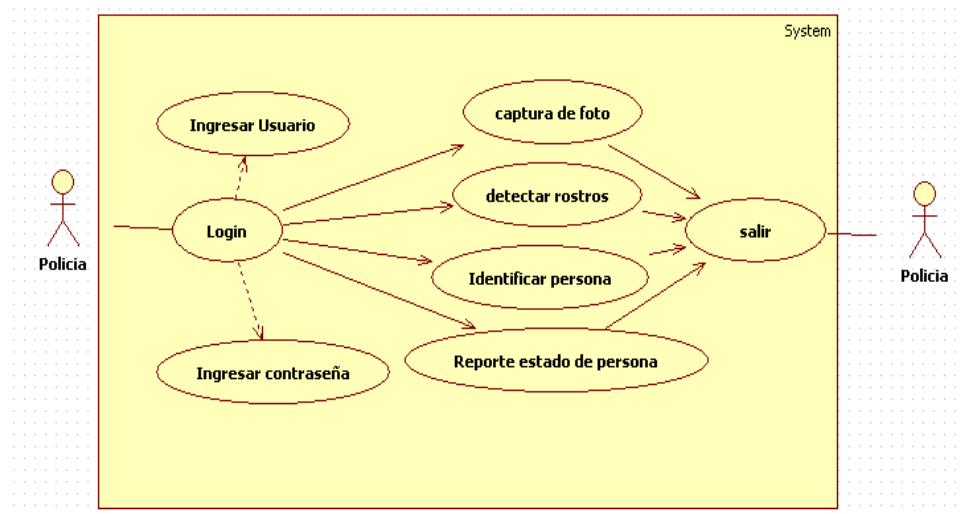 System
Ingresar Usuario
captura de foto
detectar rostros
Login
salir
Policia
Policia
Identificar persona
Reporte estado de persona
Ingresar contraseña